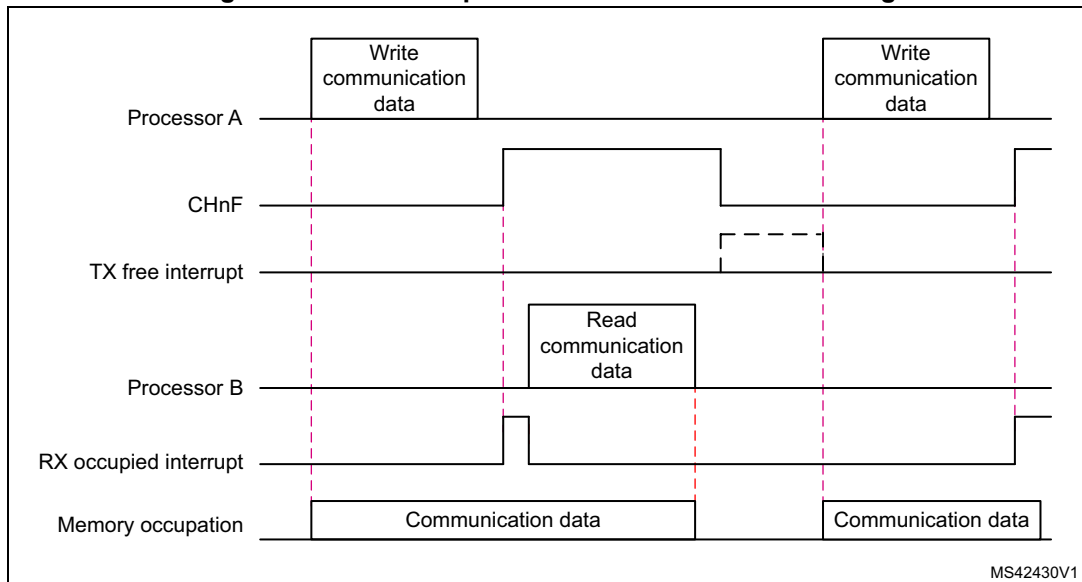 Write
communication
data
Write
communication
data
Processor A
CHnF
TX free interrupt
Read
communication
data
Processor B
RX occupied interrupt
Memory occupation
Communication data
Communication data
MS42430V1